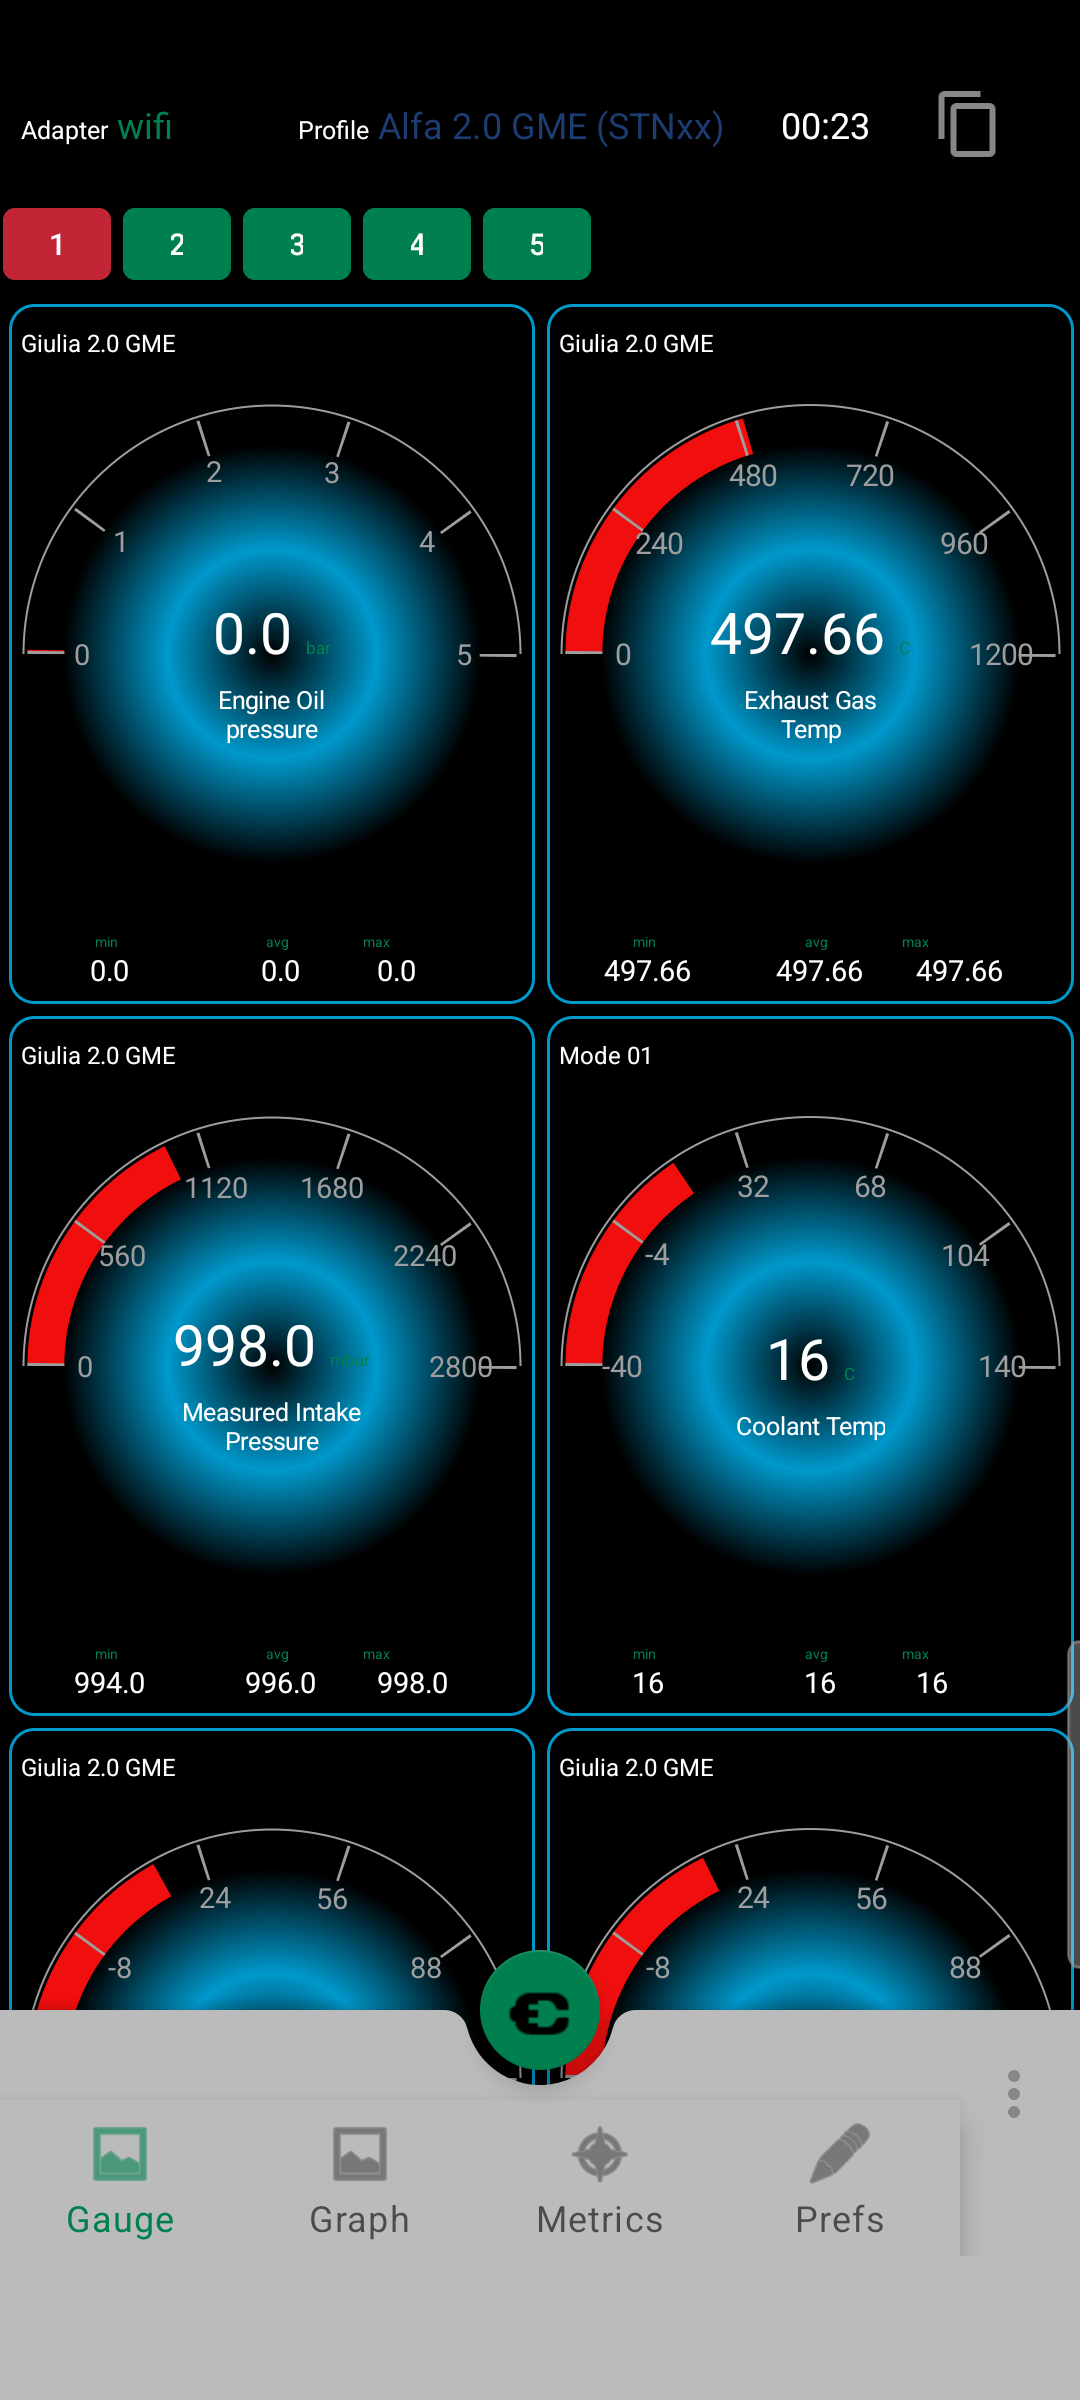 Adapter wifi Profile Alfa 2.0 GME (STNxx) 00:23
1 2 3 4 5
Giulia 2.0 GME
0 1 2 3 4 5
0.0 bar
Engine Oil
pressure
min avg max
0.0 0.0 0.0
Giulia 2.0 GME
0 240 480 720 960 1200
497.66 C
Exhaust Gas
Temp
min avg max
497.66 497.66 497.66
Giulia 2.0 GME
0 560 1120 1680 2240 2800
998.0 mbar
Measured Intake
Pressure
min avg max
994.0 996.0 998.0
Mode 01
-40 -4 32 68 104 140
16 C
Coolant Temp
min avg max
16 16 16
Giulia 2.0 GME
-8 24 56 88
Giulia 2.0 GME
-8 24 56 88
Gauge Graph Metrics Prefs